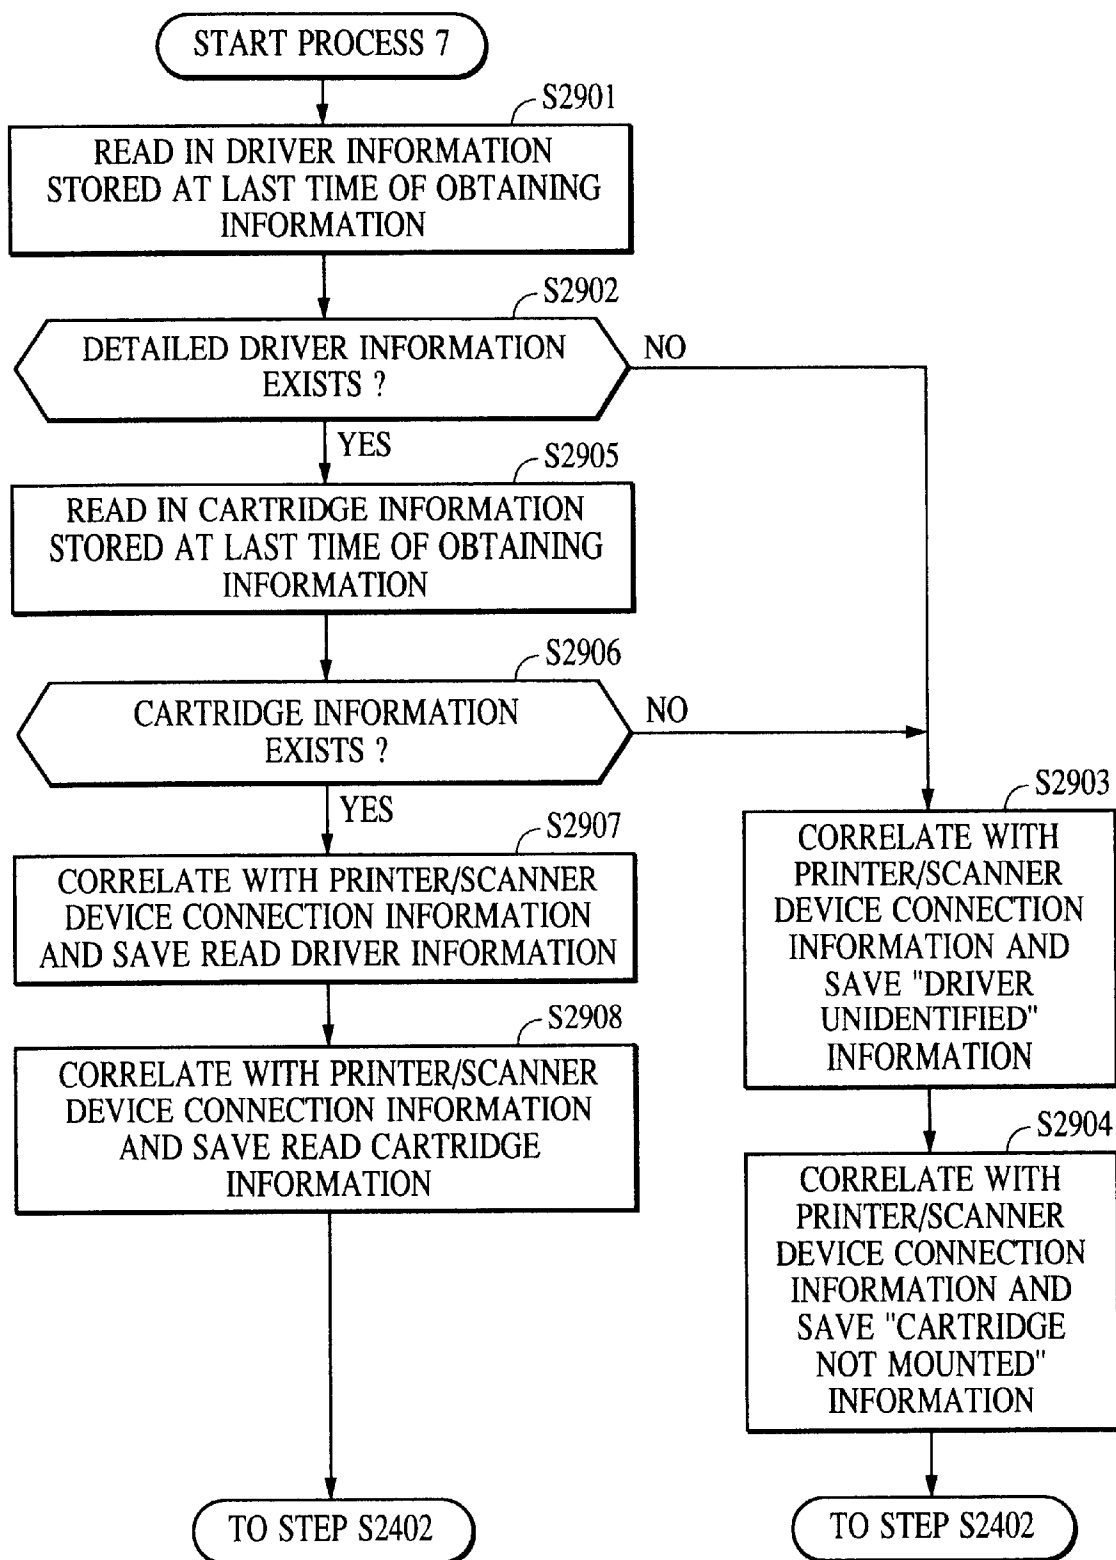 START PROCESS 7
S2901
READ IN DRIVER INFORMATION
STORED AT LAST TIME OF OBTAINING
INFORMATION
S2902
DETAILED DRIVER INFORMATION
EXISTS ?
NO
YES
S2905
READ IN CARTRIDGE INFORMATION
STORED AT LAST TIME OF OBTAINING
INFORMATION
S2906
CARTRIDGE INFORMATION
EXISTS ?
NO
YES
S2907
CORRELATE WITH PRINTER/SCANNER
DEVICE CONNECTION INFORMATION
AND SAVE READ DRIVER INFORMATION
S2908
CORRELATE WITH PRINTER/SCANNER
DEVICE CONNECTION INFORMATION
AND SAVE READ CARTRIDGE
INFORMATION
TO STEP S2402
S2903
CORRELATE WITH
PRINTER/SCANNER
DEVICE CONNECTION
INFORMATION AND
SAVE "DRIVER
UNIDENTIFIED"
INFORMATION
S2904
CORRELATE WITH
PRINTER/SCANNER
DEVICE CONNECTION
INFORMATION AND
SAVE "CARTRIDGE
NOT MOUNTED"
INFORMATION
TO STEP S2402